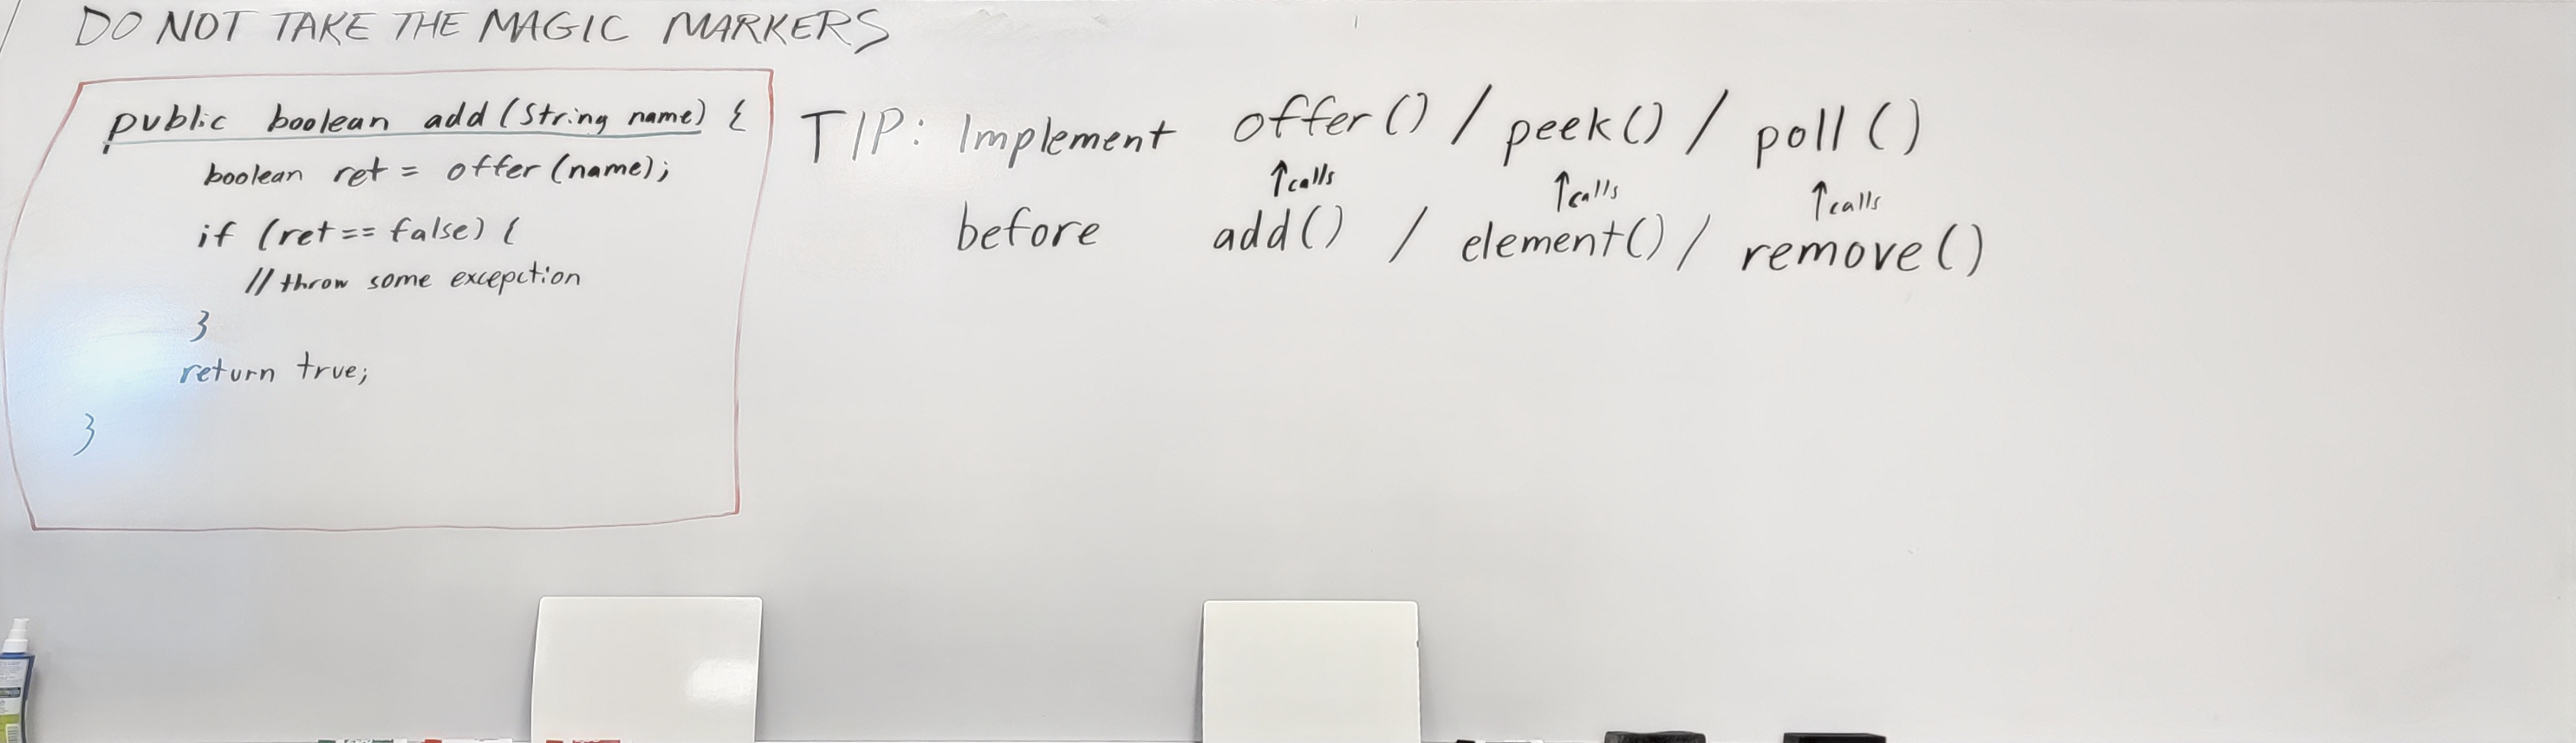 DO NOT TAKE THE MAGIC MARKERS
public boolean add (String name) {
boolean ret = offer (name);
if (ret == false) {
// throw some excepction
}
return true;
}
TIP: Implement offer () / peek () / poll ()
↑ calls ↑ calls ↑ calls
before add () / element () / remove ()